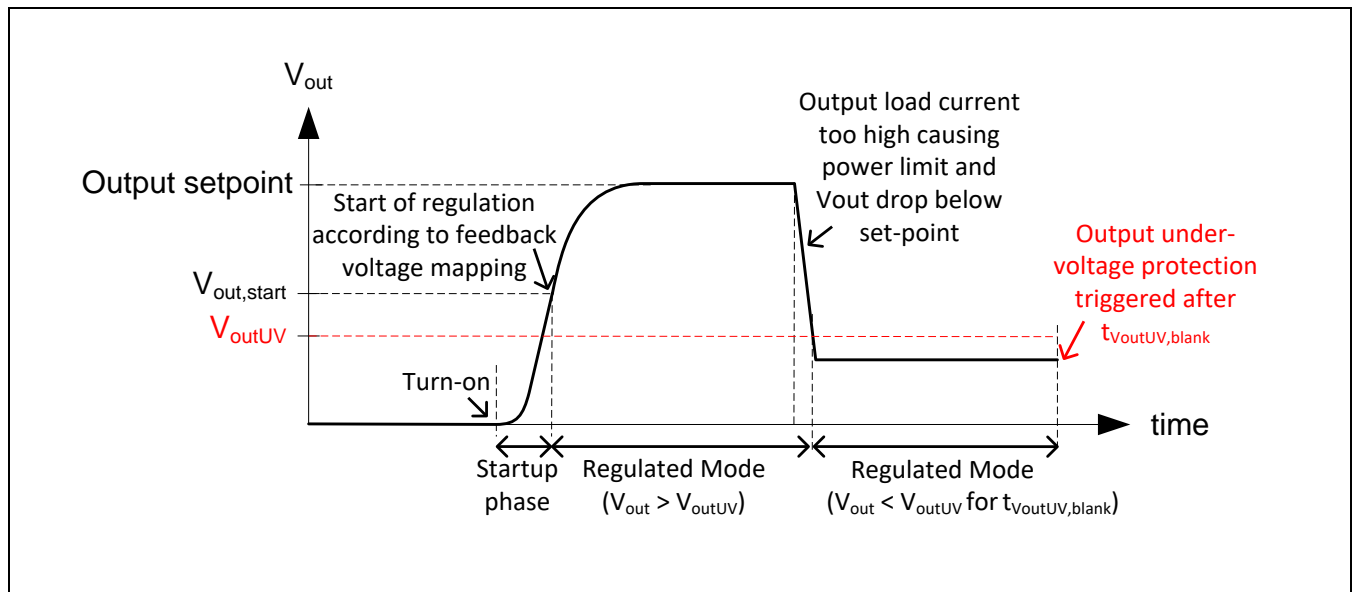 Vout
Output setpoint
Start of regulation
according to feedback
voltage mapping
Vout,start
VoutUV
Turn-on
Output load current
too high causing
power limit and
Vout drop below
set-point
Output under-
voltage protection
triggered after
tVoutUV,blank
time
Startup
phase
Regulated Mode
(Vout > VoutUV)
Regulated Mode
(Vout < VoutUV for tVoutUV,blank)